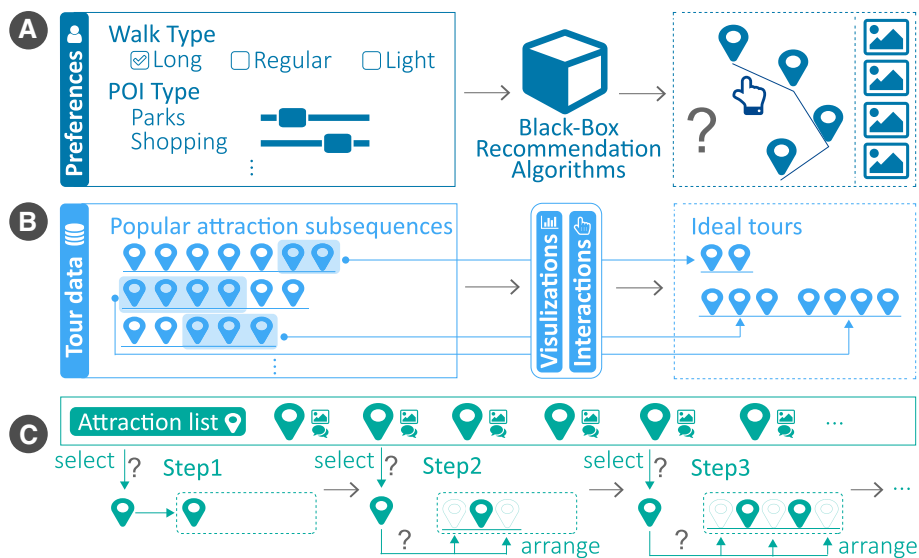 A
Preferences
Walk Type
Long Regular Light
POI Type
Parks
Shopping
⋮
Black-Box
Recommendation
Algorithms
?
B
Tour data
Popular attraction subsequences
⋮
Visulizations
Interactions
Ideal tours
C
Attraction list ...
select ? Step1
select ? Step2
select ? Step3
...
? arrange
? arrange